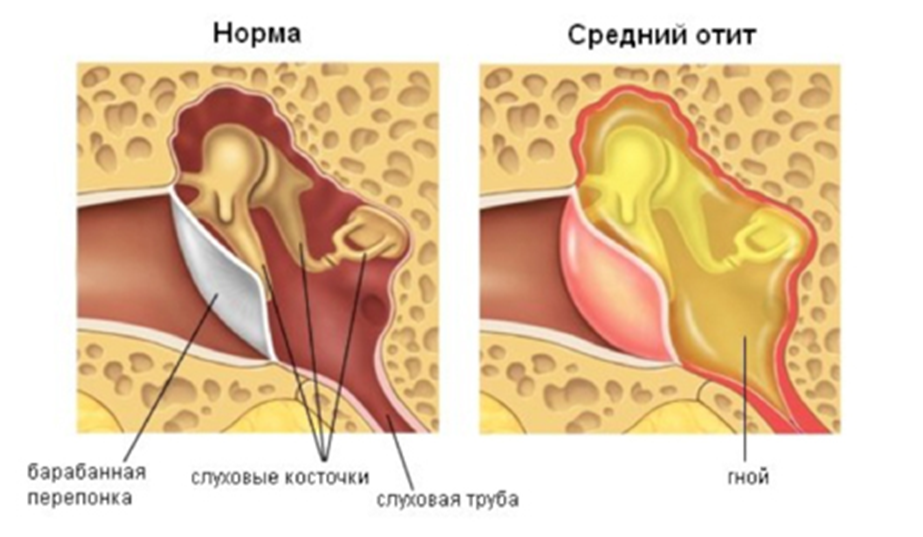 Норма
Средний отит
барабанная
перепонка
слуховые косточки
слуховая труба
гной